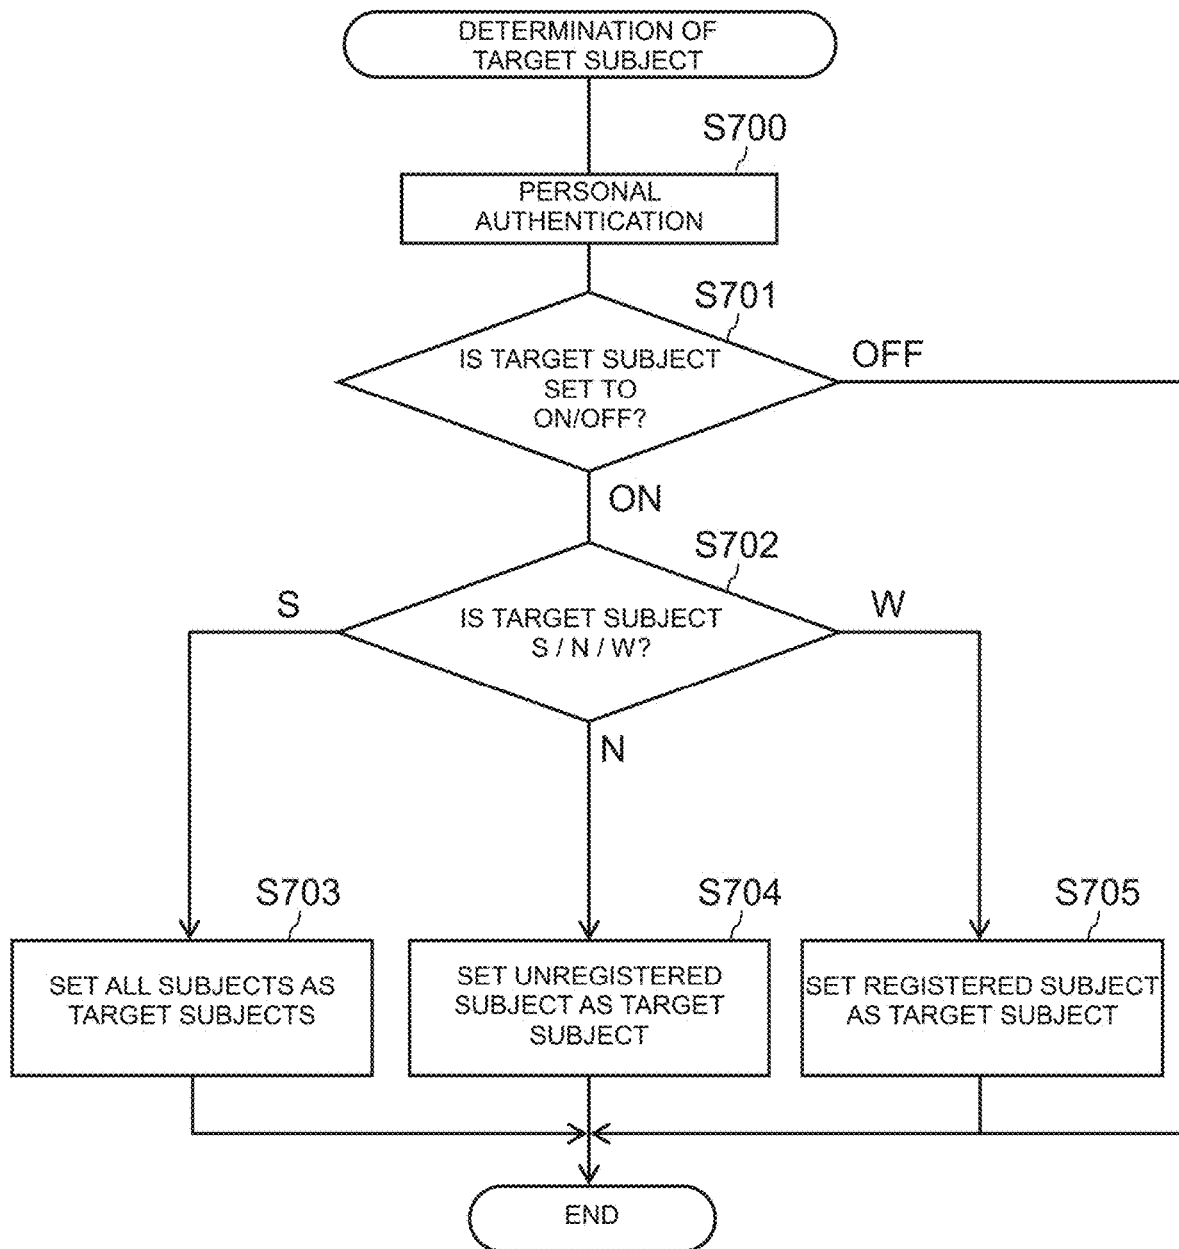 DETERMINATION OF
TARGET SUBJECT
S700
PERSONAL
AUTHENTICATION
S701
IS TARGET SUBJECT
SET TO
ON/OFF?
OFF
ON
S702
IS TARGET SUBJECT
S / N / W?
S
W
N
S703
SET ALL SUBJECTS AS
TARGET SUBJECTS
S704
SET UNREGISTERED
SUBJECT AS TARGET
SUBJECT
S705
SET REGISTERED SUBJECT
AS TARGET SUBJECT
END